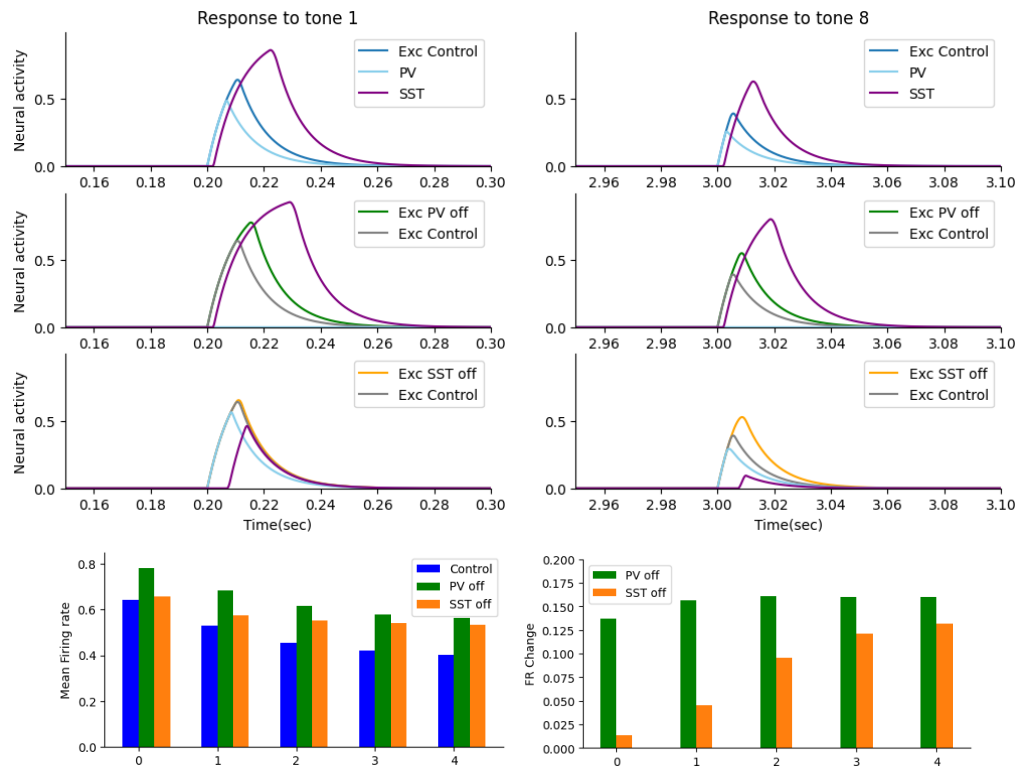 Response to tone 1
Response to tone 8
Neural activity
0.5
0.0
Exc Control
PV
SST
0.16 0.18 0.20 0.22 0.24 0.26 0.28 0.30
0.5
0.0
Exc Control
PV
SST
2.96 2.98 3.00 3.02 3.04 3.06 3.08 3.10
Neural activity
0.5
0.0
Exc PV off
Exc Control
0.16 0.18 0.20 0.22 0.24 0.26 0.28 0.30
0.5
0.0
Exc PV off
Exc Control
2.96 2.98 3.00 3.02 3.04 3.06 3.08 3.10
Neural activity
0.5
0.0
Exc SST off
Exc Control
0.16 0.18 0.20 0.22 0.24 0.26 0.28 0.30
Time(sec)
0.5
0.0
Exc SST off
Exc Control
2.96 2.98 3.00 3.02 3.04 3.06 3.08 3.10
Time(sec)
Mean Firing rate
0.8
0.6
0.4
0.2
0.0
Control
PV off
SST off
0 1 2 3 4
FR Change
0.200
0.175
0.150
0.125
0.100
0.075
0.050
0.025
0.000
PV off
SST off
0 1 2 3 4